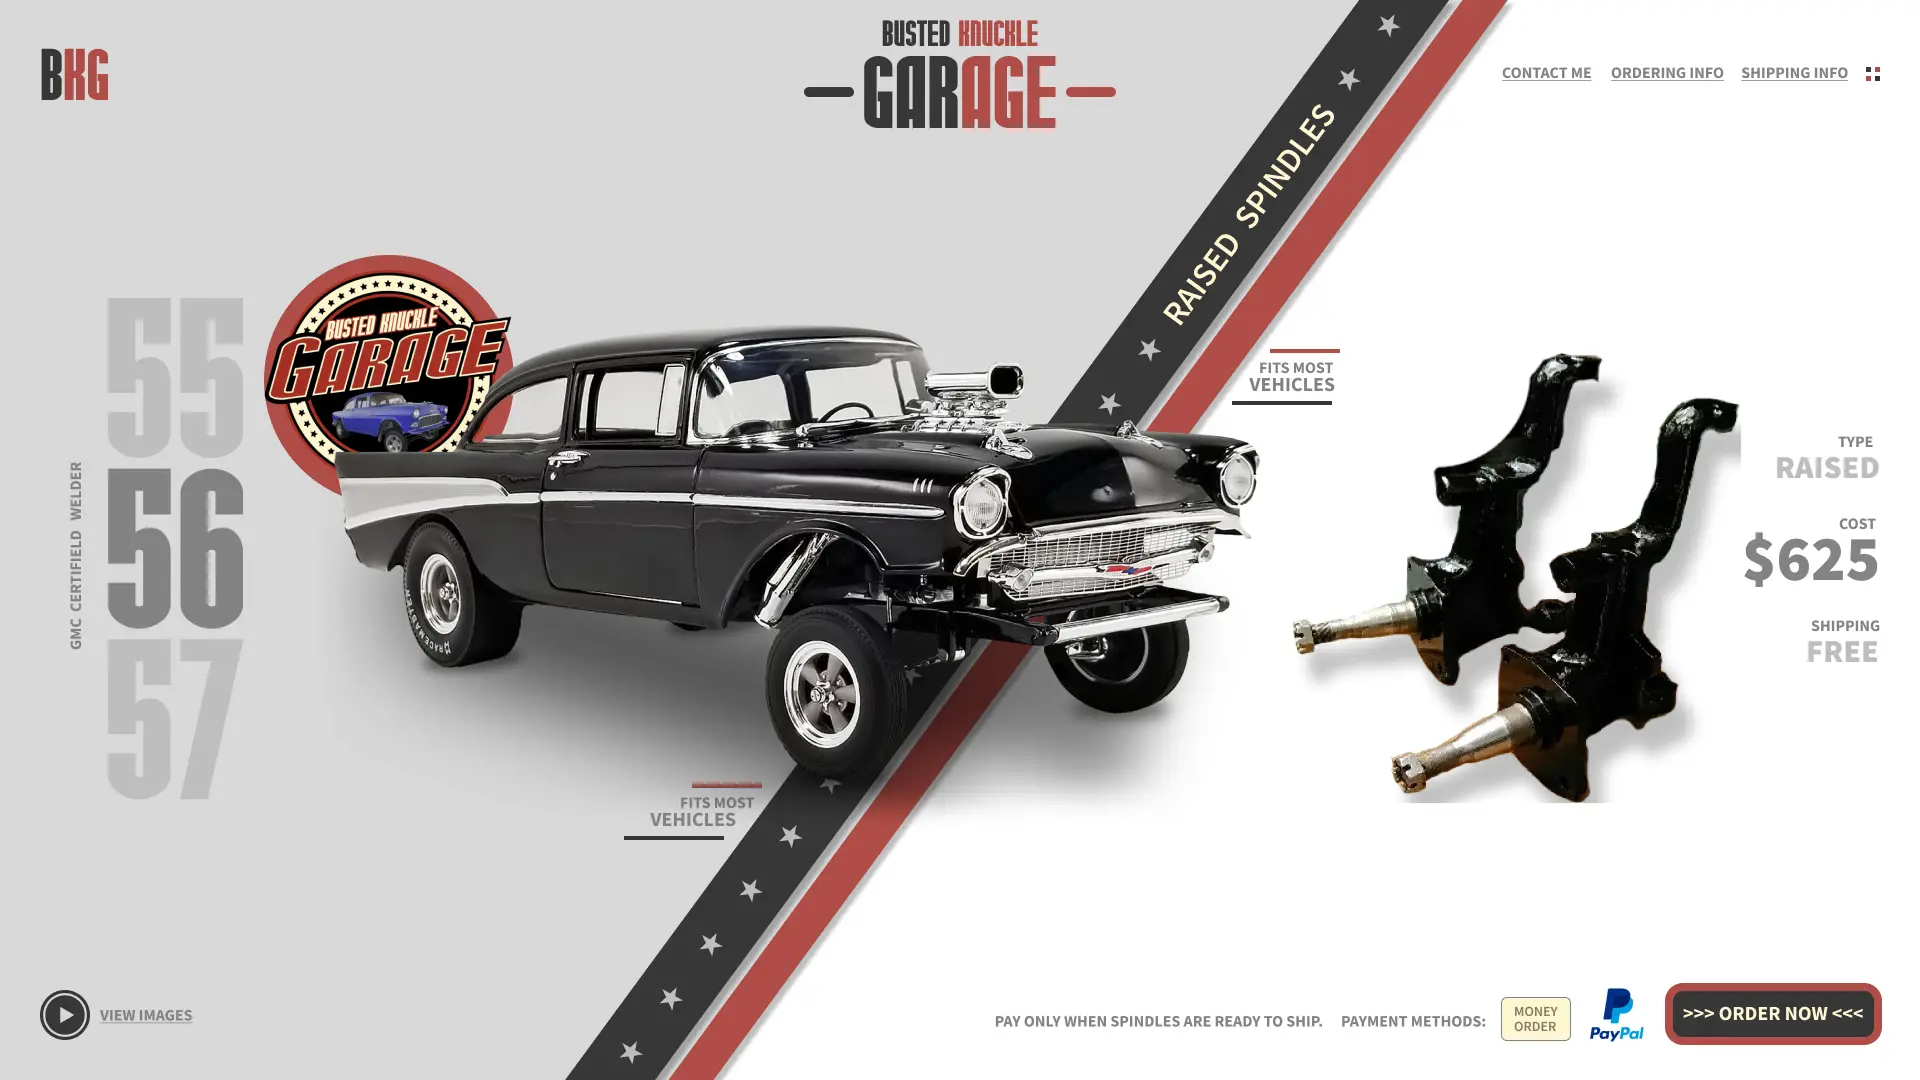 BKG
BUSTED KNUCKLE
GARAGE
CONTACT ME
ORDERING INFO
SHIPPING INFO
RAISED SPINDLES
55
56
57
GMC CERTIFIELD WELDER
BUSTED KNUCKLE
GARAGE
RACEMASTER
FITS MOST
VEHICLES
TYPE
RAISED
COST
$625
SHIPPING
FREE
FITS MOST
VEHICLES
VIEW IMAGES
PAY ONLY WHEN SPINDLES ARE READY TO SHIP.
PAYMENT METHODS:
MONEY
ORDER
PayPal
>>> ORDER NOW <<<